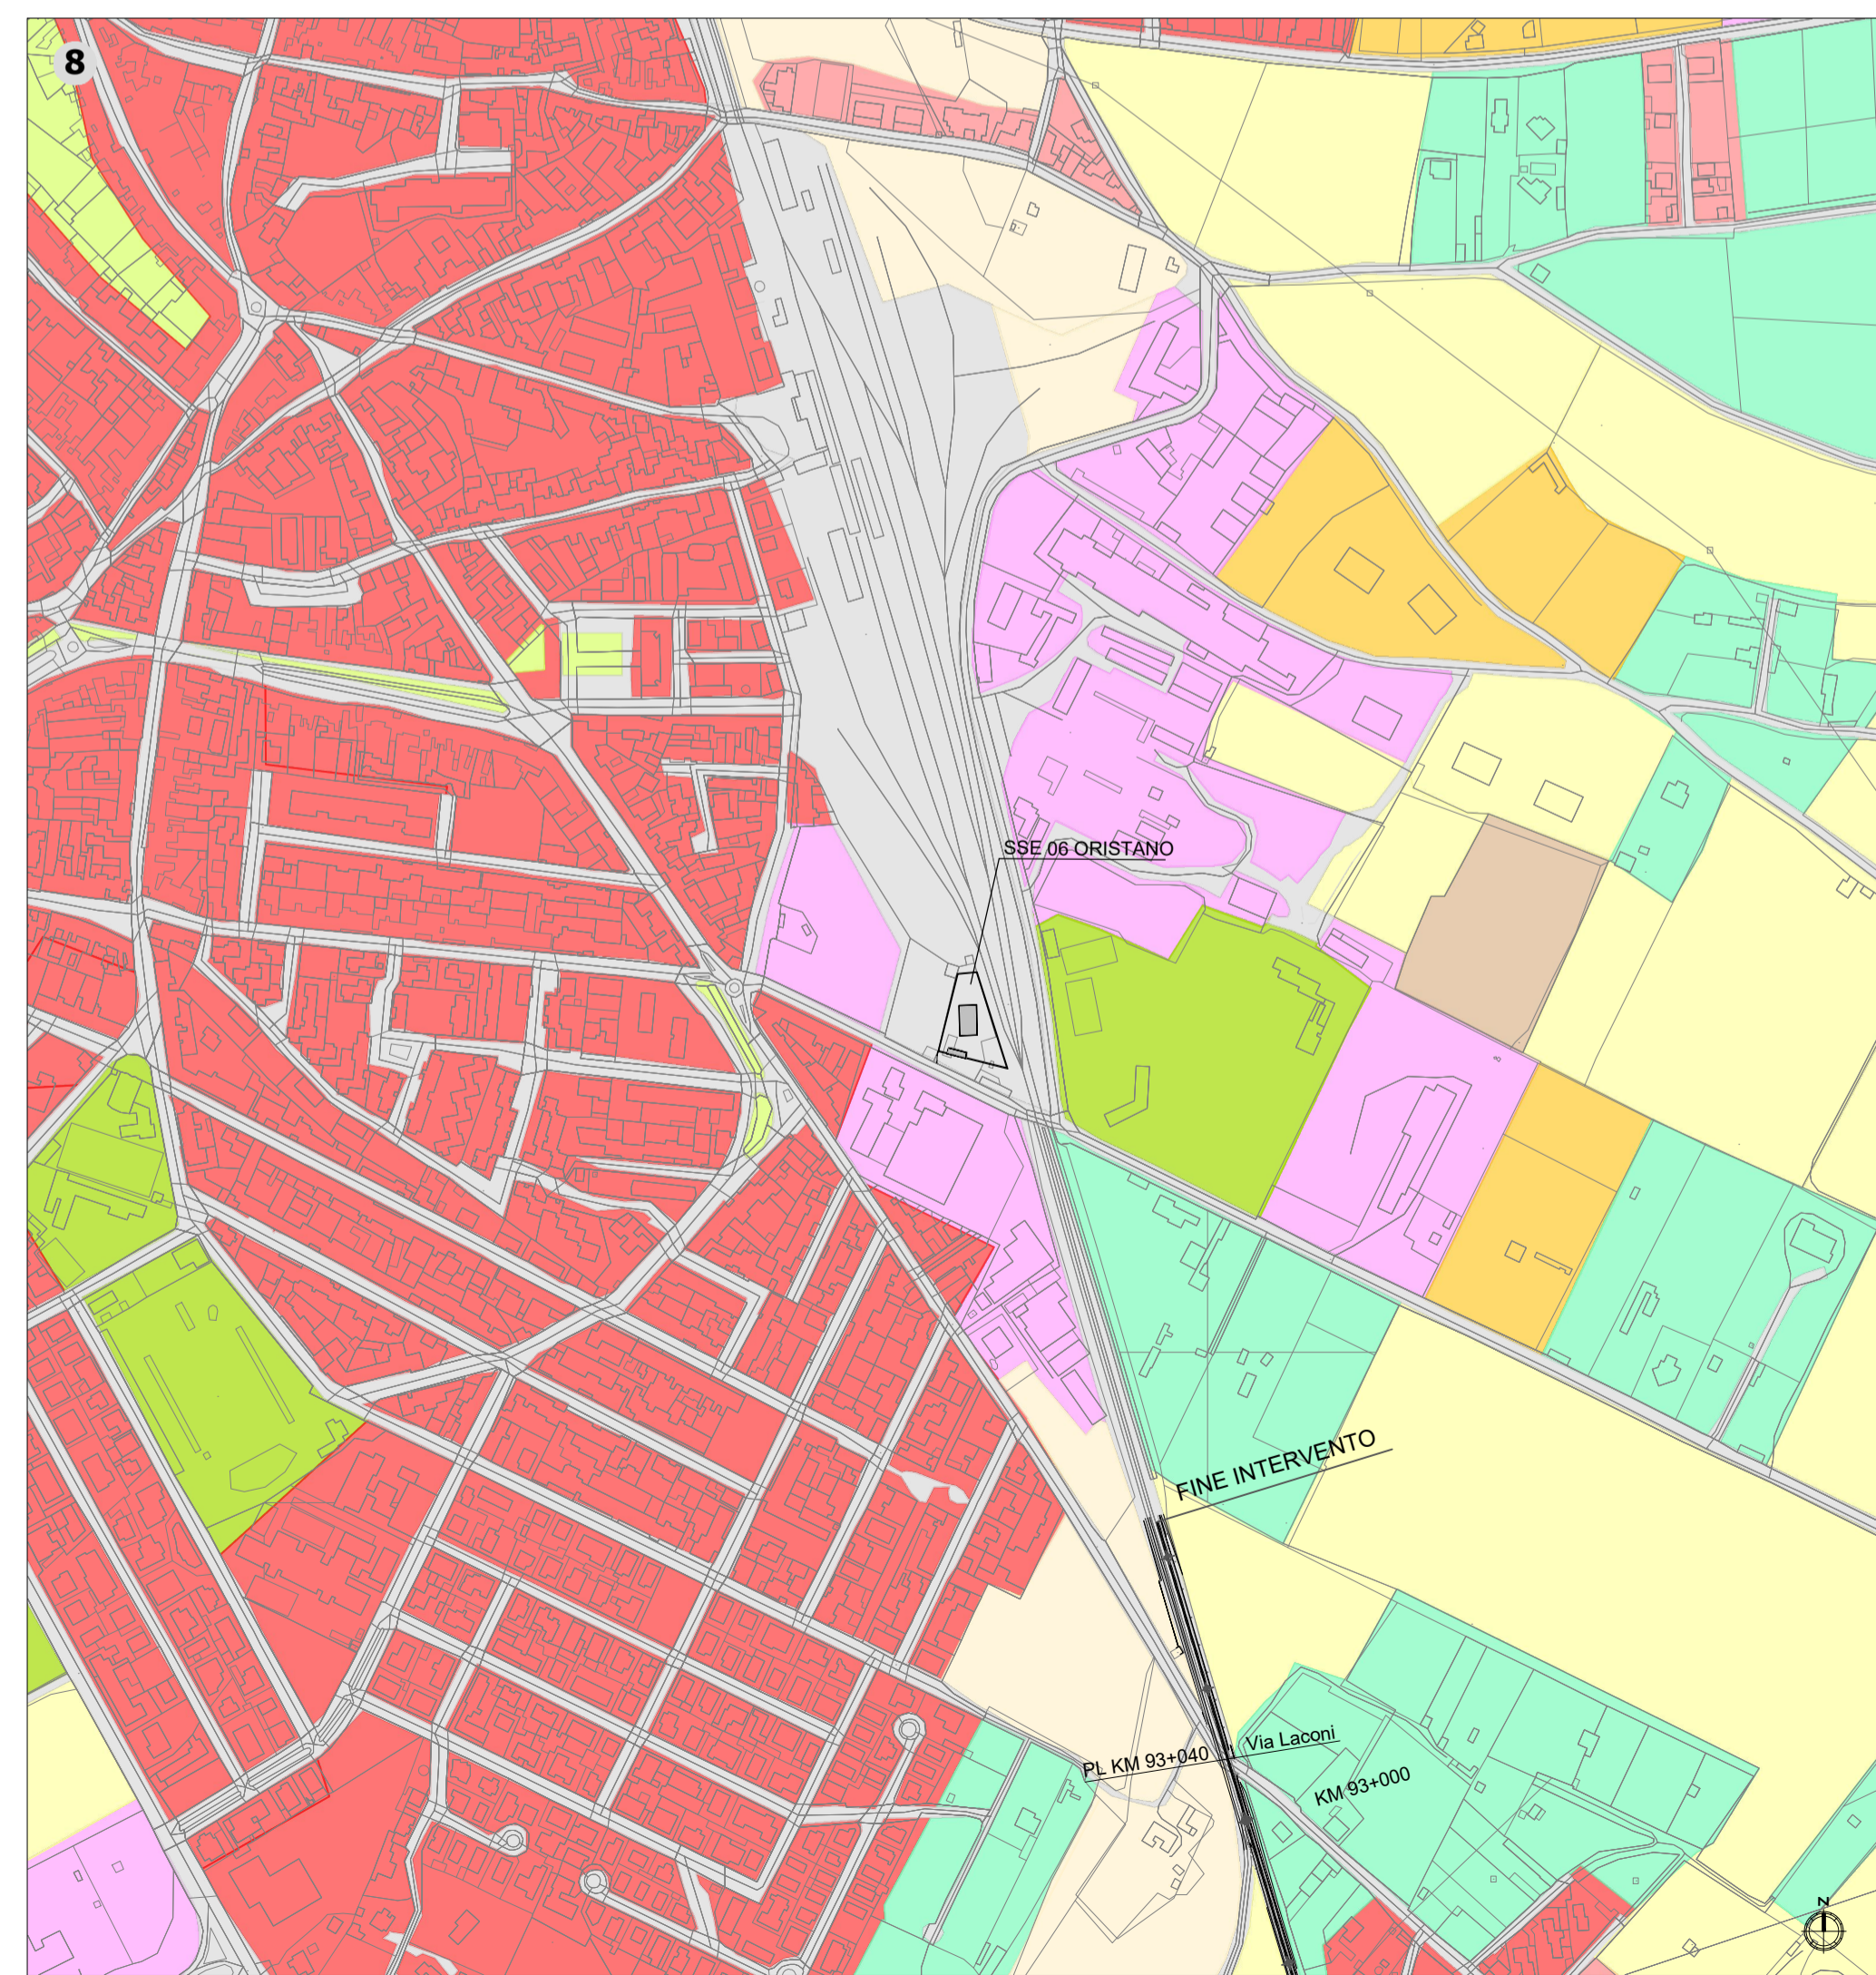 8
SSE 06 ORISTANO
FINE INTERVENTO
Via Laconi
PL KM 93+040
KM 93+000
N